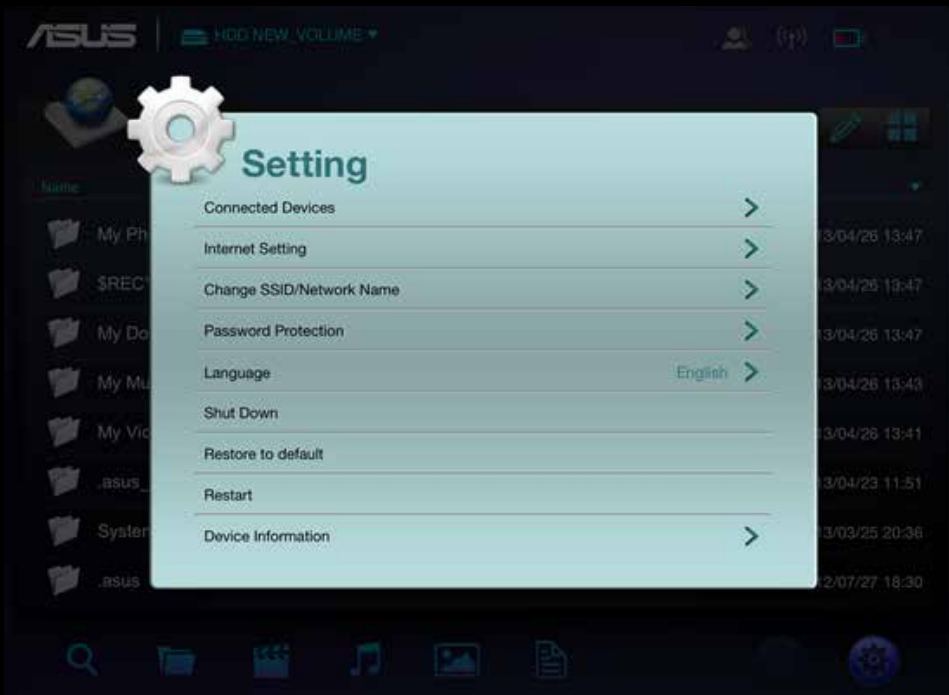 ASUS
HDD NEW_VOLUME
Setting
Name
Connected Devices
My Ph 13/04/26 13:47
Internet Setting
$REC 13/04/26 13:47
Change SSID/Network Name
My Do 13/04/26 13:47
Password Protection
Language English
My Mu 13/04/26 13:43
Shut Down
My Vic 13/04/26 13:41
Restore to default
.asus_ 13/04/23 11:51
Restart
System 13/03/25 20:36
Device Information
.asus 12/07/27 18:30